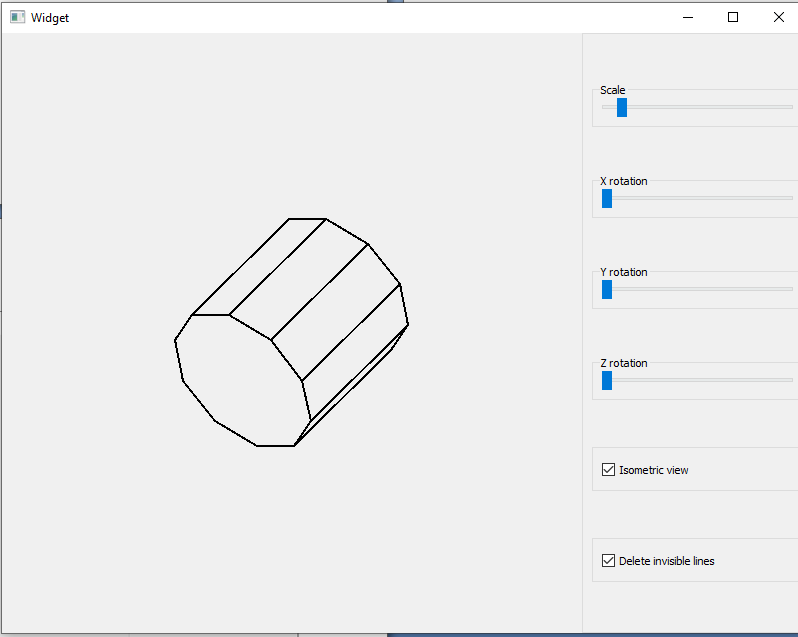 Widget
Scale
X rotation
Y rotation
Z rotation
Isometric view
Delete invisible lines